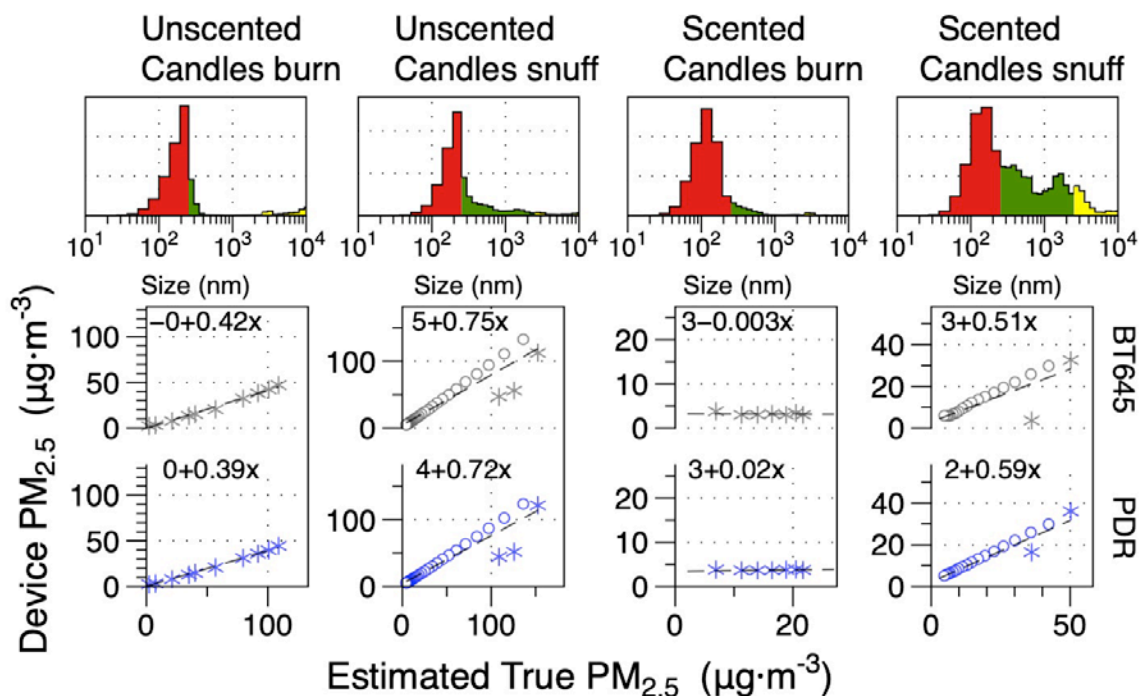 Unscented Unscented Scented Scented
Candles burn Candles snuff Candles burn Candles snuff
10¹ 10² 10³ 10⁴ 10² 10³ 10⁴ 10¹ 10² 10³ 10⁴ 10¹ 10² 10³ 10⁴
Size (nm) Size (nm) Size (nm) Size (nm)
Device PM₂.₅ (µg·m⁻³)
−0+0.42x
100
50
0
5+0.75x
100
0
3−0.003x
20
10
0
3+0.51x
40
20
0
BT645
0+0.39x
100
50
0
4+0.72x
100
0
3+0.02x
20
10
0
2+0.59x
40
20
0
PDR
0 100 0 100 0 20 0 50
Estimated True PM₂.₅ (µg·m⁻³)